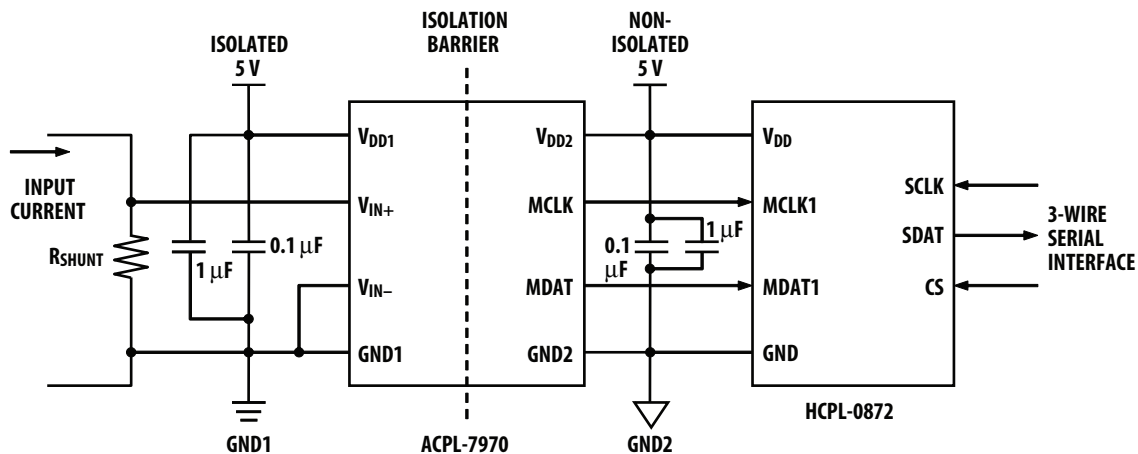 ISOLATED
5 V
ISOLATION
BARRIER
NON-
ISOLATED
5 V
INPUT
CURRENT
RSHUNT
1 μF
0.1 μF
VDD1
VIN+
VIN–
GND1
VDD2
MCLK
MDAT
GND2
0.1
μF
1 μF
VDD
MCLK1
MDAT1
GND
SCLK
SDAT
CS
3-WIRE
SERIAL
INTERFACE
GND1
ACPL-7970
GND2
HCPL-0872